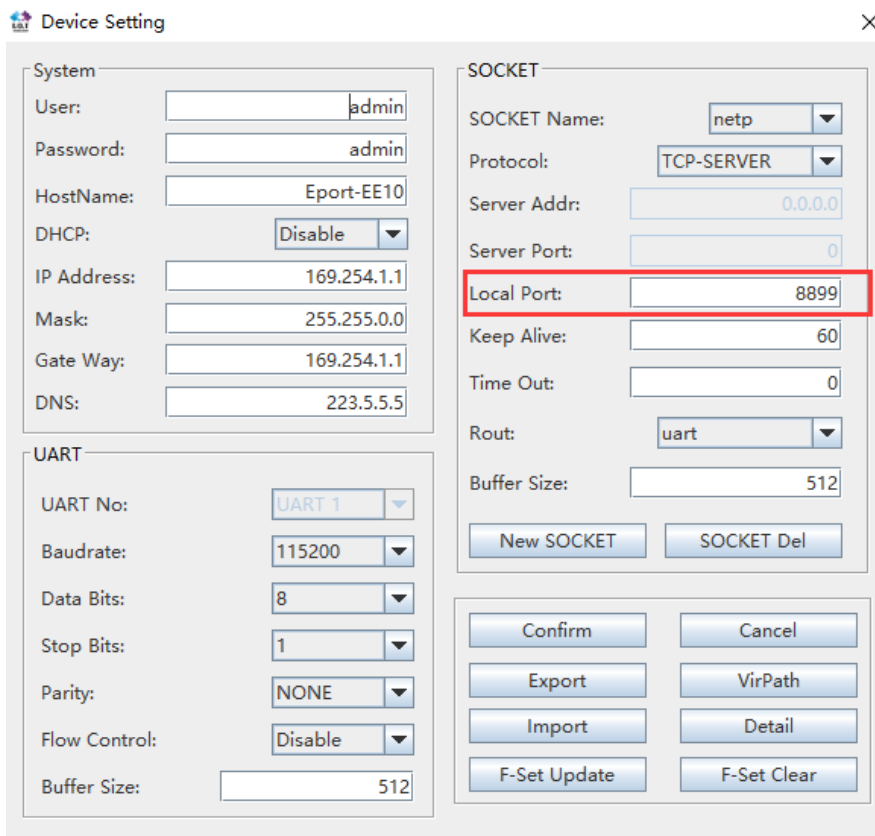 Device Setting
System
User: admin
Password: admin
HostName: Eport-EE10
DHCP: Disable
IP Address: 169.254.1.1
Mask: 255.255.0.0
Gate Way: 169.254.1.1
DNS: 223.5.5.5
UART
UART No: UART 1
Baudrate: 115200
Data Bits: 8
Stop Bits: 1
Parity: NONE
Flow Control: Disable
Buffer Size: 512
SOCKET
SOCKET Name: netp
Protocol: TCP-SERVER
Server Addr: 0.0.0.0
Server Port: 0
Local Port: 8899
Keep Alive: 60
Time Out: 0
Rout: uart
Buffer Size: 512
New SOCKET SOCKET Del
Confirm Cancel
Export VirPath
Import Detail
F-Set Update F-Set Clear